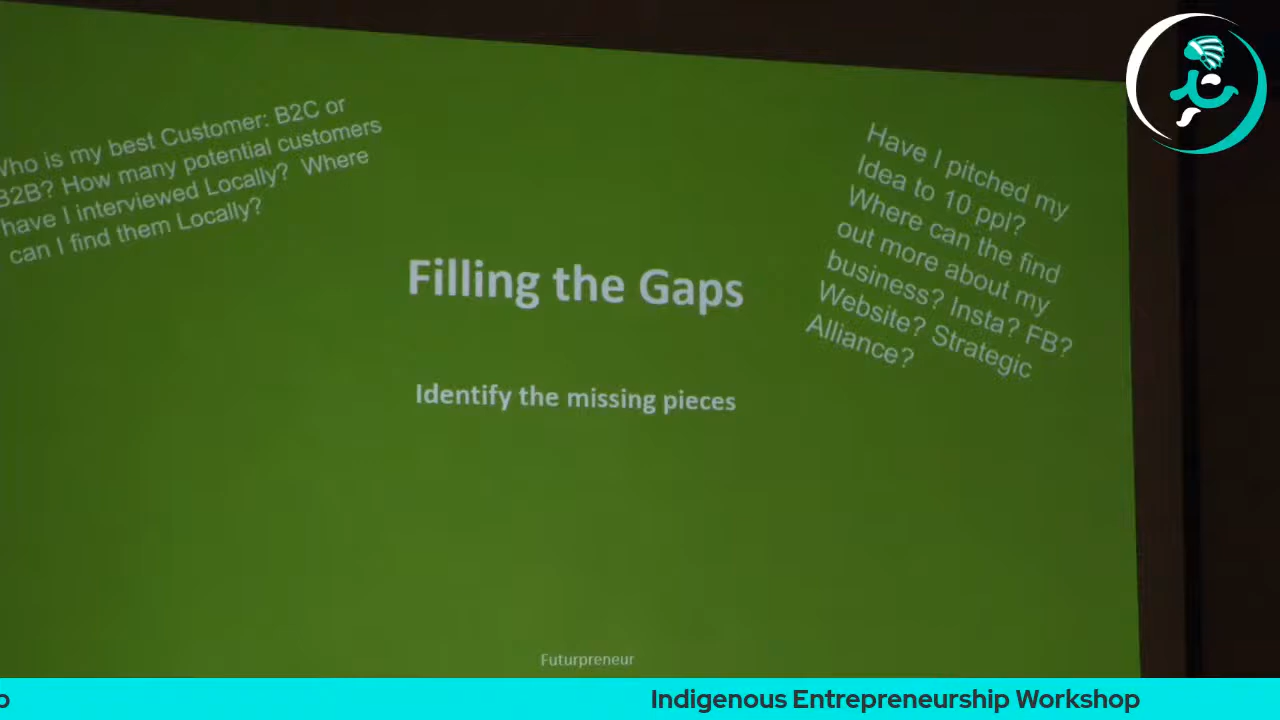 Who is my best Customer: B2C or
B2B? How many potential customers
have I interviewed Locally? Where
can I find them Locally?
Have I pitched my
Idea to 10 ppl?
Where can the find
out more about my
business? Insta? FB?
Website? Strategic
Alliance?
Filling the Gaps
Identify the missing pieces
Futurpreneur
Indigenous Entrepreneurship Workshop